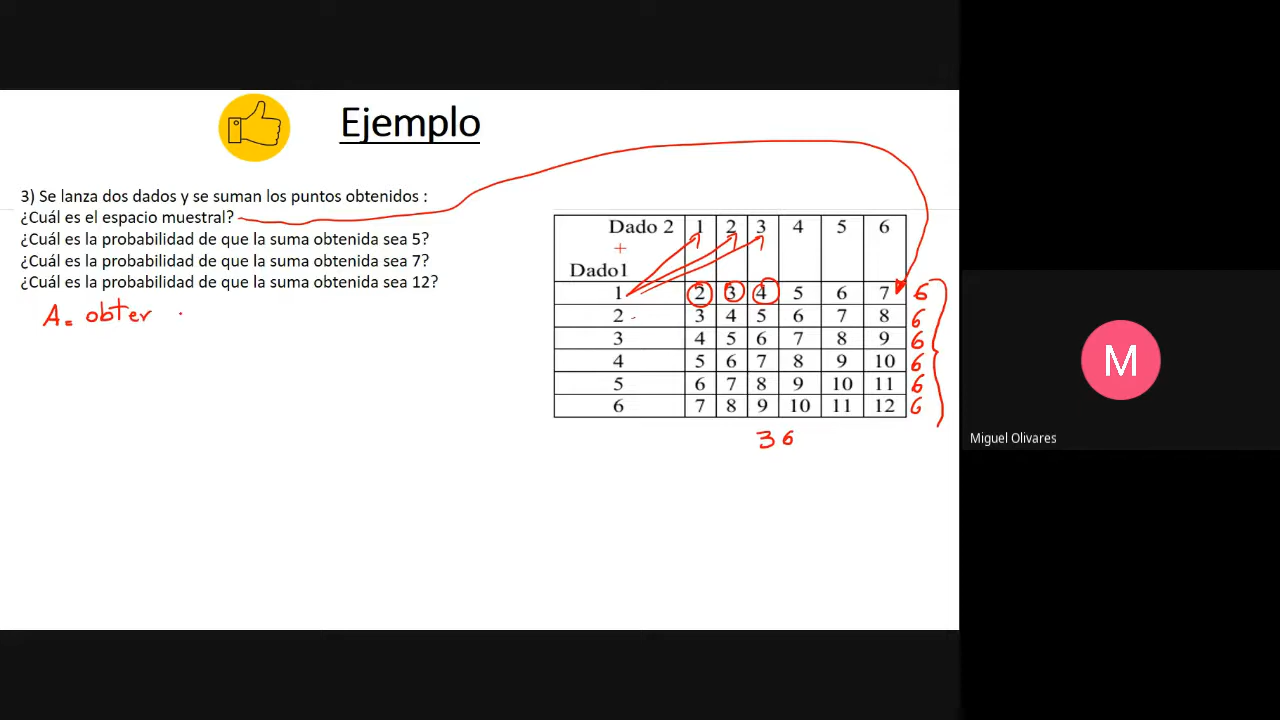 Ejemplo
3) Se lanza dos dados y se suman los puntos obtenidos :
¿Cuál es el espacio muestral?
¿Cuál es la probabilidad de que la suma obtenida sea 5?
¿Cuál es la probabilidad de que la suma obtenida sea 7?
¿Cuál es la probabilidad de que la suma obtenida sea 12?
A= obter
Dado 2 1 2 3 4 5 6
+
Dado1
1 2 3 4 5 6 7 6
2 3 4 5 6 7 8 6
3 4 5 6 7 8 9 6
4 5 6 7 8 9 10 6
5 6 7 8 9 10 11 6
6 7 8 9 10 11 12 6
36
M
Miguel Olivares